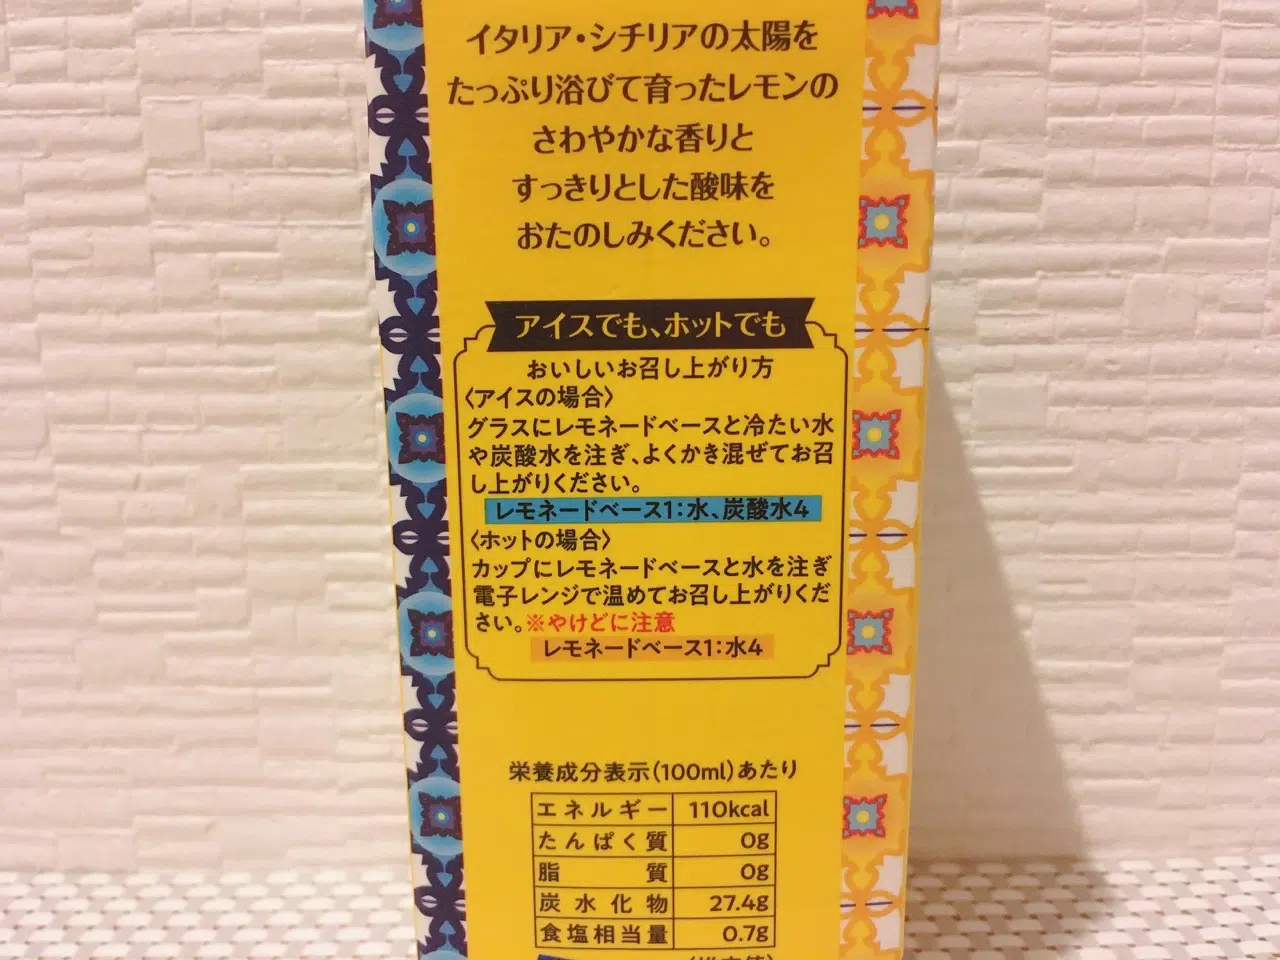 イタリア・シチリアの太陽を
たっぷり浴びて育ったレモンの
さわやかな香りと
すっきりとした酸味を
おたのしみください。
アイスでも、ホットでも
おいしいお召し上がり方
〈アイスの場合〉
グラスにレモネードベースと冷たい水
や炭酸水を注ぎ、よくかき混ぜてお召
し上がりください。
レモネードベース1：水、炭酸水4
〈ホットの場合〉
カップにレモネードベースと水を注ぎ
電子レンジで温めてお召し上がりくだ
さい。※やけどに注意
レモネードベース1：水4
栄養成分表示(100ml)あたり
エネルギー 110kcal
たんぱく質 0g
脂質 0g
炭水化物 27.4g
食塩相当量 0.7g